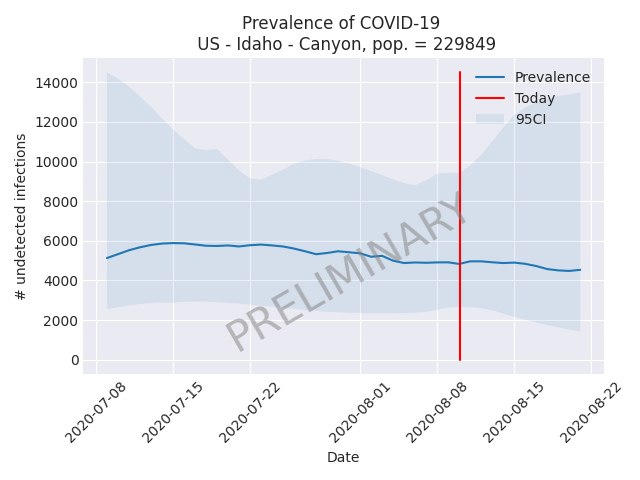 Prevalence of COVID-19
US - Idaho - Canyon, pop. = 229849
Prevalence
Today
95CI
14000
12000
10000
8000
6000
4000
2000
0
# undetected infections
PRELIMINARY
2020-07-08
2020-07-15
2020-07-22
2020-08-01
2020-08-08
2020-08-15
2020-08-22
Date